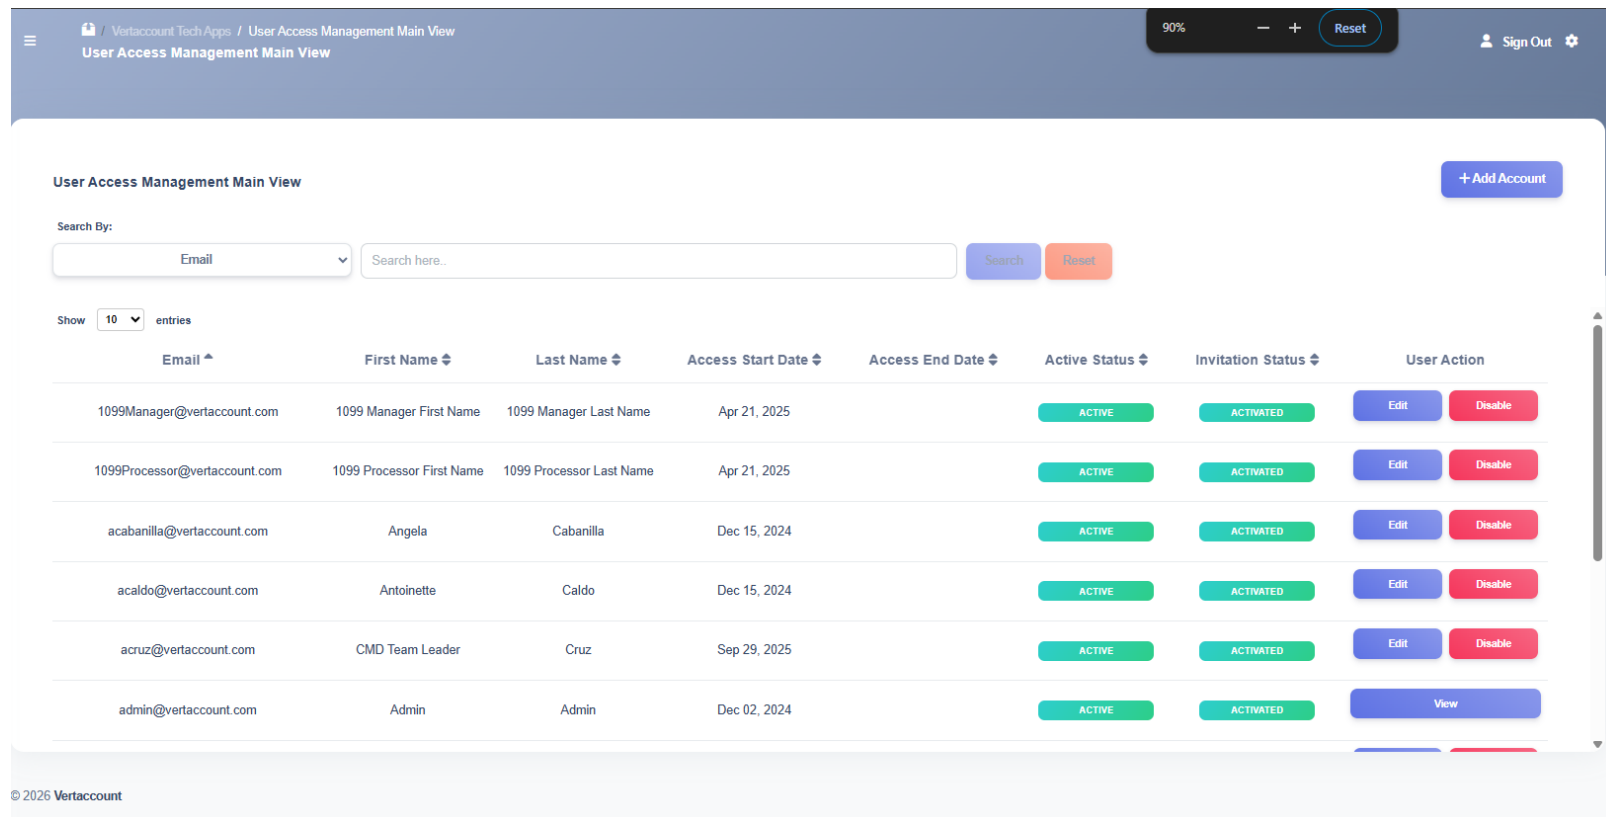 / Vertaccount Tech Apps / User Access Management Main View
User Access Management Main View
90% − + Reset
Sign Out
User Access Management Main View
+ Add Account
Search By:
Email Search here.. Search Reset
Show 10 entries
Email First Name Last Name Access Start Date Access End Date Active Status Invitation Status User Action
1099Manager@vertaccount.com 1099 Manager First Name 1099 Manager Last Name Apr 21, 2025 ACTIVE ACTIVATED Edit Disable
1099Processor@vertaccount.com 1099 Processor First Name 1099 Processor Last Name Apr 21, 2025 ACTIVE ACTIVATED Edit Disable
acabanilla@vertaccount.com Angela Cabanilla Dec 15, 2024 ACTIVE ACTIVATED Edit Disable
acaldo@vertaccount.com Antoinette Caldo Dec 15, 2024 ACTIVE ACTIVATED Edit Disable
acruz@vertaccount.com CMD Team Leader Cruz Sep 29, 2025 ACTIVE ACTIVATED Edit Disable
admin@vertaccount.com Admin Admin Dec 02, 2024 ACTIVE ACTIVATED View
© 2026 Vertaccount